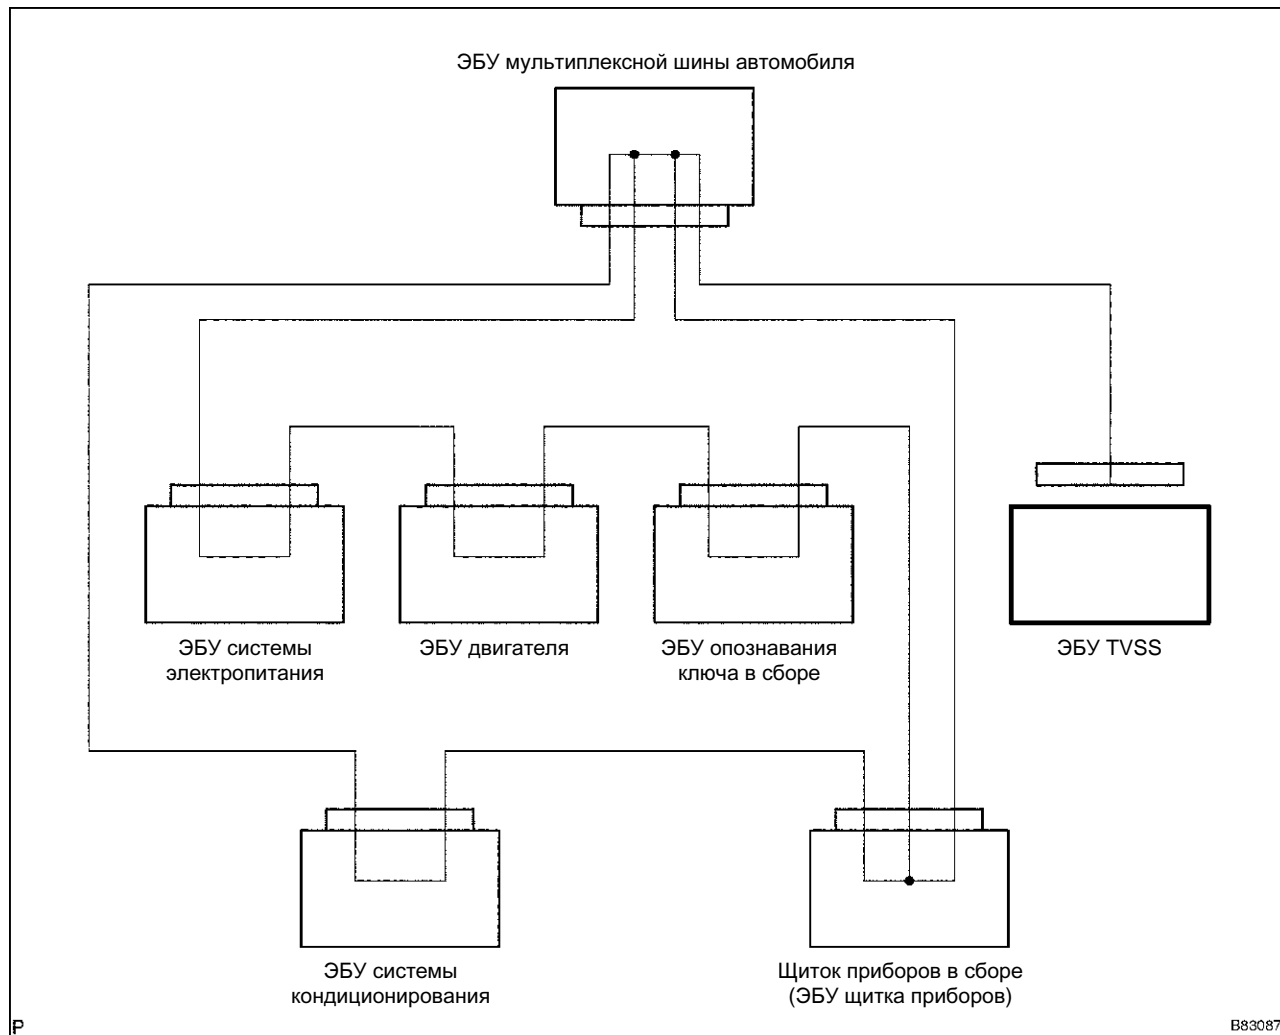 ЭБУ мультиплексной шины автомобиля
ЭБУ системы
электропитания
ЭБУ двигателя
ЭБУ опознавания
ключа в сборе
ЭБУ TVSS
ЭБУ системы
кондиционирования
Щиток приборов в сборе
(ЭБУ щитка приборов)
P
B83087